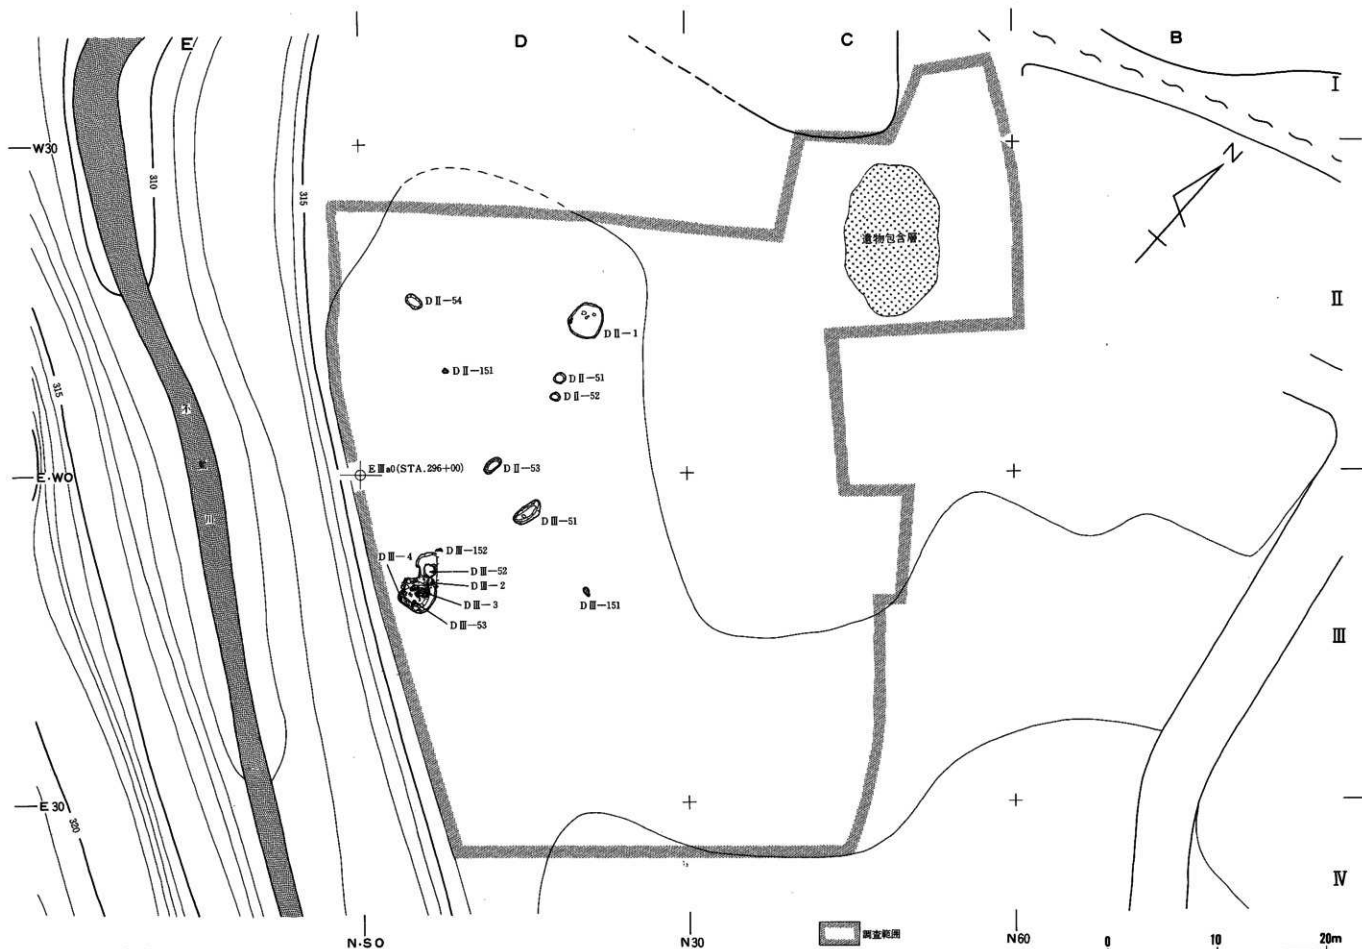 E
D
C
B
I
W30
310
315
N
遺物包含層
II
DⅡ—54
DⅡ—1
DⅡ—151
DⅡ—51
DⅡ—52
315
E·WO
EⅢa0(STA.296+00)
DⅡ—53
川
DⅢ—51
DⅢ—4
DⅢ—152
DⅢ—52
DⅢ—2
DⅢ—3
DⅢ—151
DⅢ—53
III
E30
320
IV
N·SO
N30
調査範囲
N60
0 10 20m